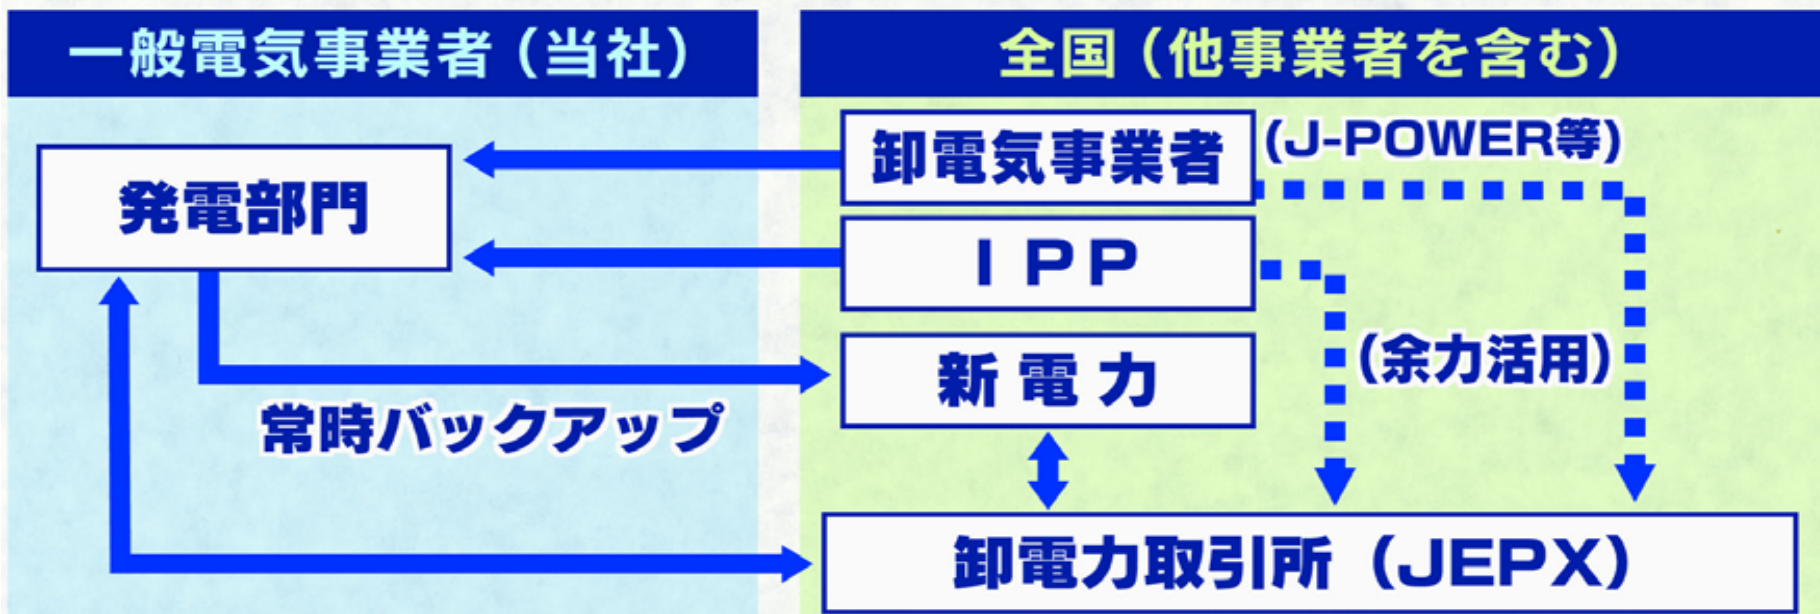 一般電気事業者（当社）
全国（他事業者を含む）
発電部門
卸電気事業者
(J-POWER等)
ＩＰＰ
新電力
(余力活用)
常時バックアップ
卸電力取引所（JEPX）